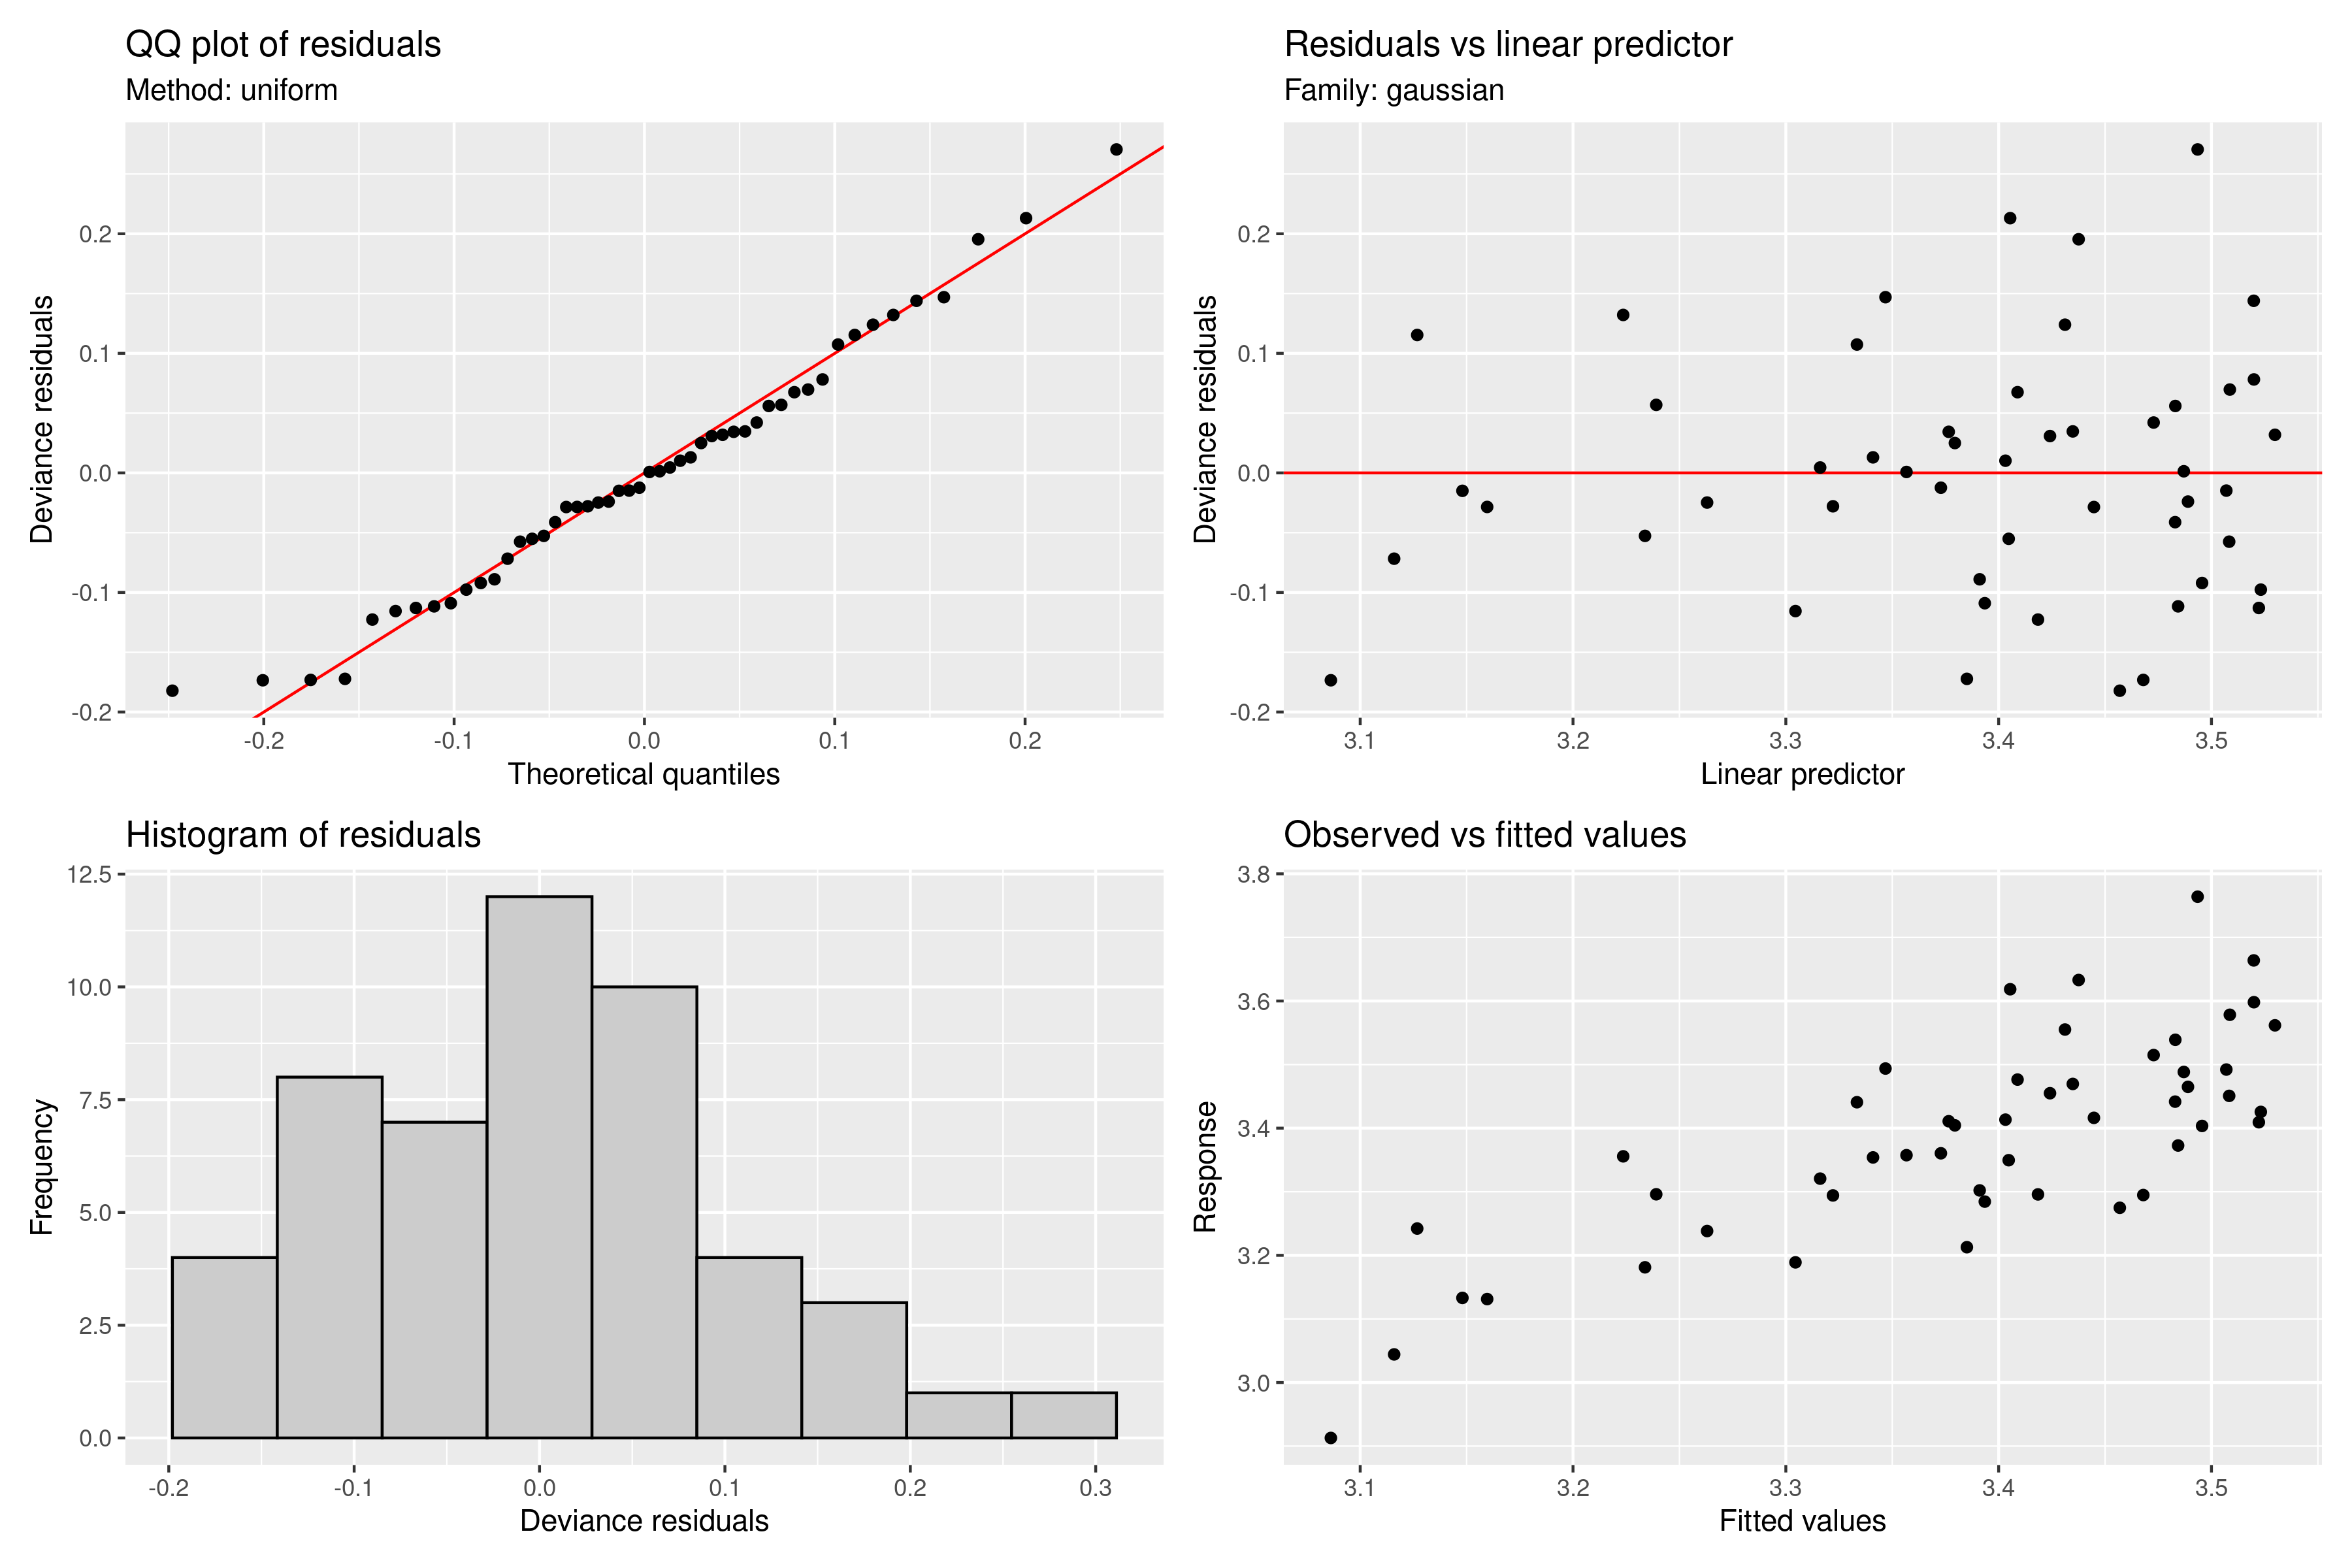 QQ plot of residuals
Method: uniform
Deviance residuals
0.2
0.1
0.0
-0.1
-0.2
-0.2 -0.1 0.0 0.1 0.2
Theoretical quantiles
Residuals vs linear predictor
Family: gaussian
Deviance residuals
0.2
0.1
0.0
-0.1
-0.2
3.1 3.2 3.3 3.4 3.5
Linear predictor
Histogram of residuals
Frequency
12.5
10.0
7.5
5.0
2.5
0.0
-0.2 -0.1 0.0 0.1 0.2 0.3
Deviance residuals
Observed vs fitted values
Response
3.8
3.6
3.4
3.2
3.0
3.1 3.2 3.3 3.4 3.5
Fitted values